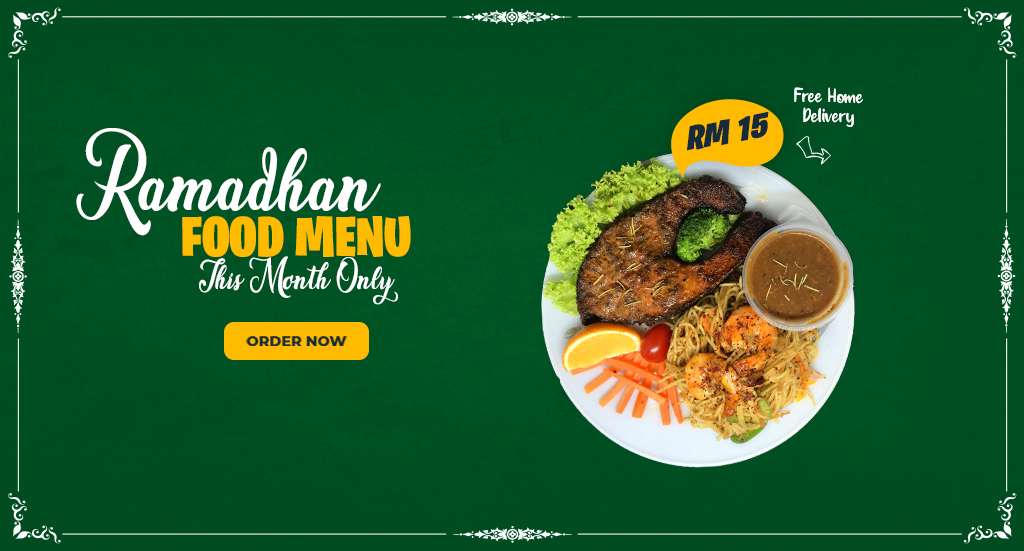 Ramadhan
FOOD MENU
This Month Only
ORDER NOW
RM 15
Free Home
Delivery